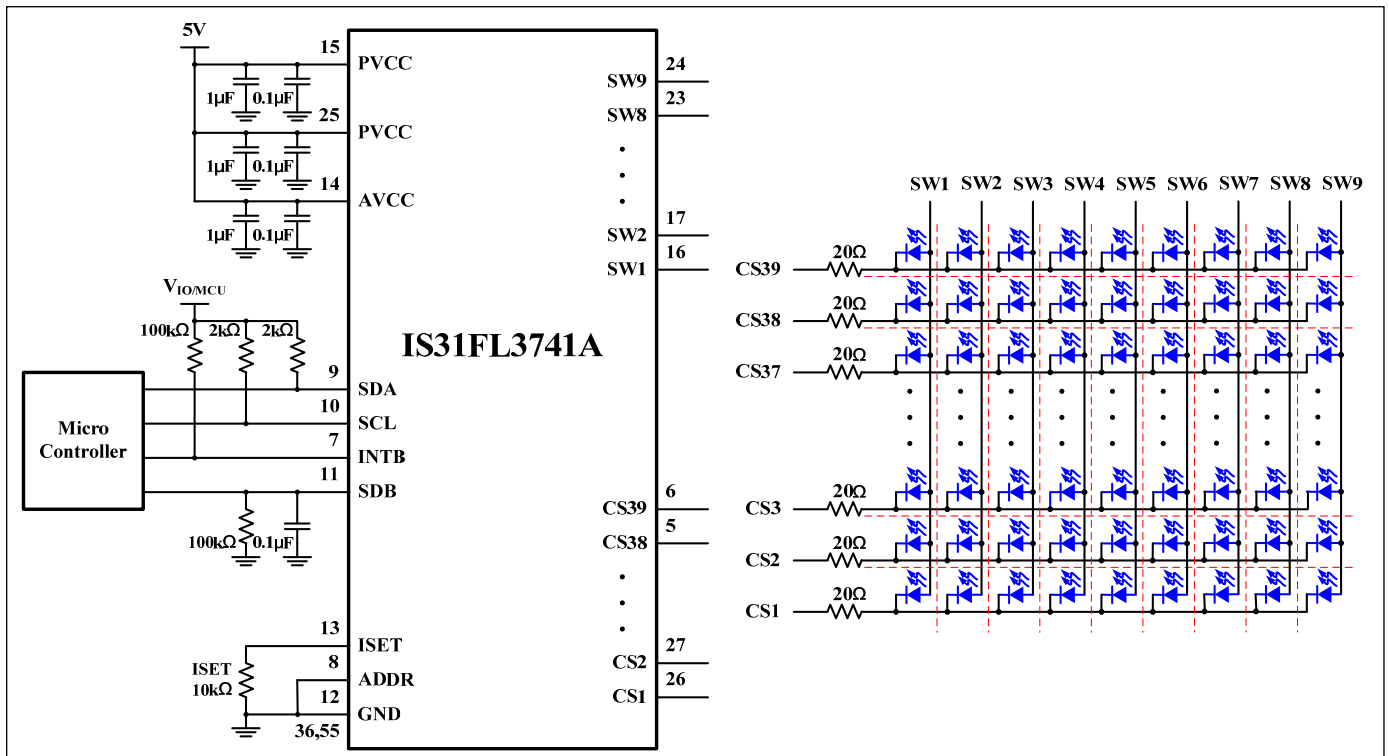 5V
15
PVCC
1µF 0.1µF
25
PVCC
1µF 0.1µF
14
AVCC
1µF 0.1µF
VIO/MCU
100kΩ 2kΩ 2kΩ
9
SDA
10
SCL
7
INTB
11
SDB
Micro
Controller
100kΩ 0.1µF
13
ISET
ISET
10kΩ
8
ADDR
12
GND
36,55
IS31FL3741A
24
SW9
23
SW8
17
SW2
16
SW1
6
CS39
5
CS38
27
CS2
26
CS1
SW1 SW2 SW3 SW4 SW5 SW6 SW7 SW8 SW9
20Ω
CS39
20Ω
CS38
20Ω
CS37
20Ω
CS3
20Ω
CS2
20Ω
CS1